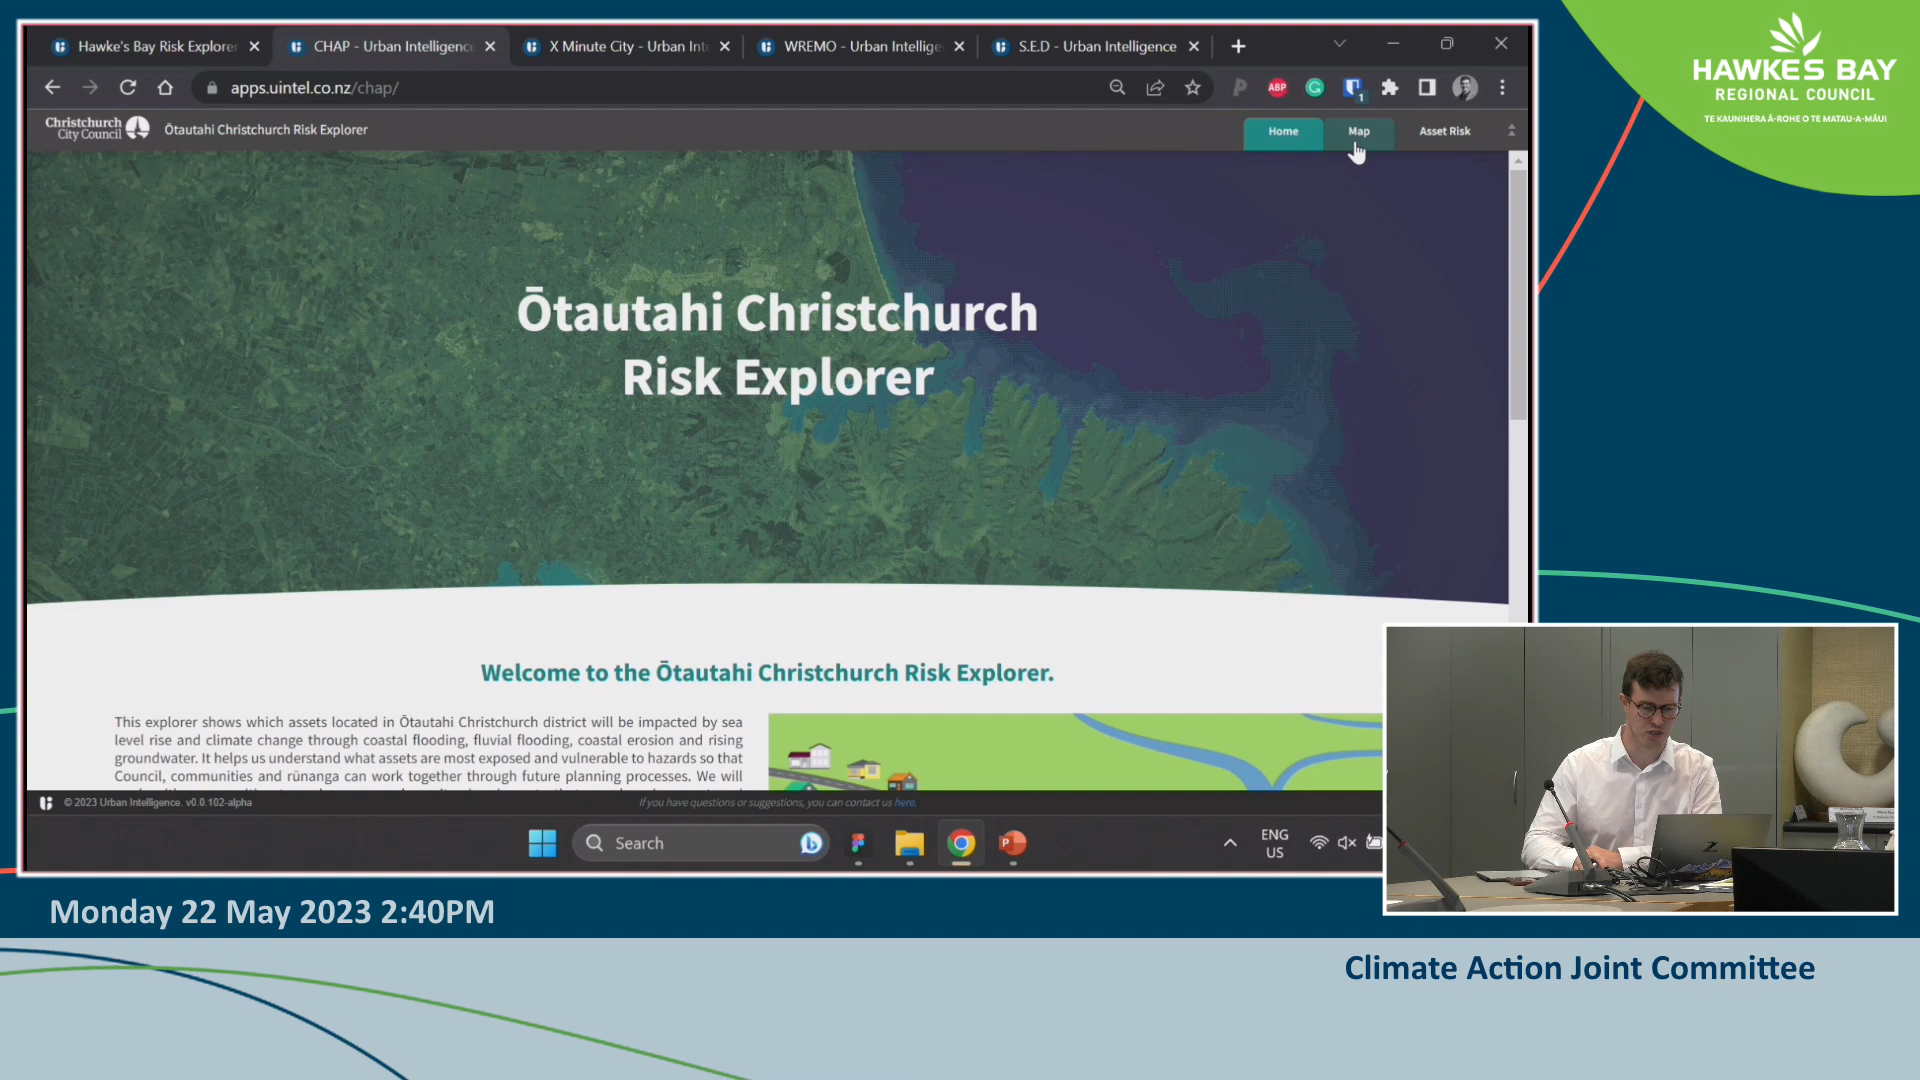 Hawke's Bay Risk Explorer
CHAP - Urban Intelligence
X Minute City - Urban Int
WREMO - Urban Intellige
S.E.D - Urban Intelligence
apps.uintel.co.nz/chap/
ABP
1
Christchurch
City Council
Ōtautahi Christchurch Risk Explorer
Home
Map
Asset Risk
Ōtautahi Christchurch
Risk Explorer
Welcome to the Ōtautahi Christchurch Risk Explorer.
This explorer shows which assets located in Ōtautahi Christchurch district will be impacted by sea
level rise and climate change through coastal flooding, fluvial flooding, coastal erosion and rising
groundwater. It helps us understand what assets are most exposed and vulnerable to hazards so that
Council, communities and rūnanga can work together through future planning processes. We will
© 2023 Urban Intelligence. v0.0.102-alpha
If you have questions or suggestions, you can contact us here.
Search
ENG
US
HAWKE'S BAY
REGIONAL COUNCIL
TE KAUNIHERA Ā-ROHE O TE MATAU-A-MĀUI
Monday 22 May 2023 2:40PM
Climate Action Joint Committee